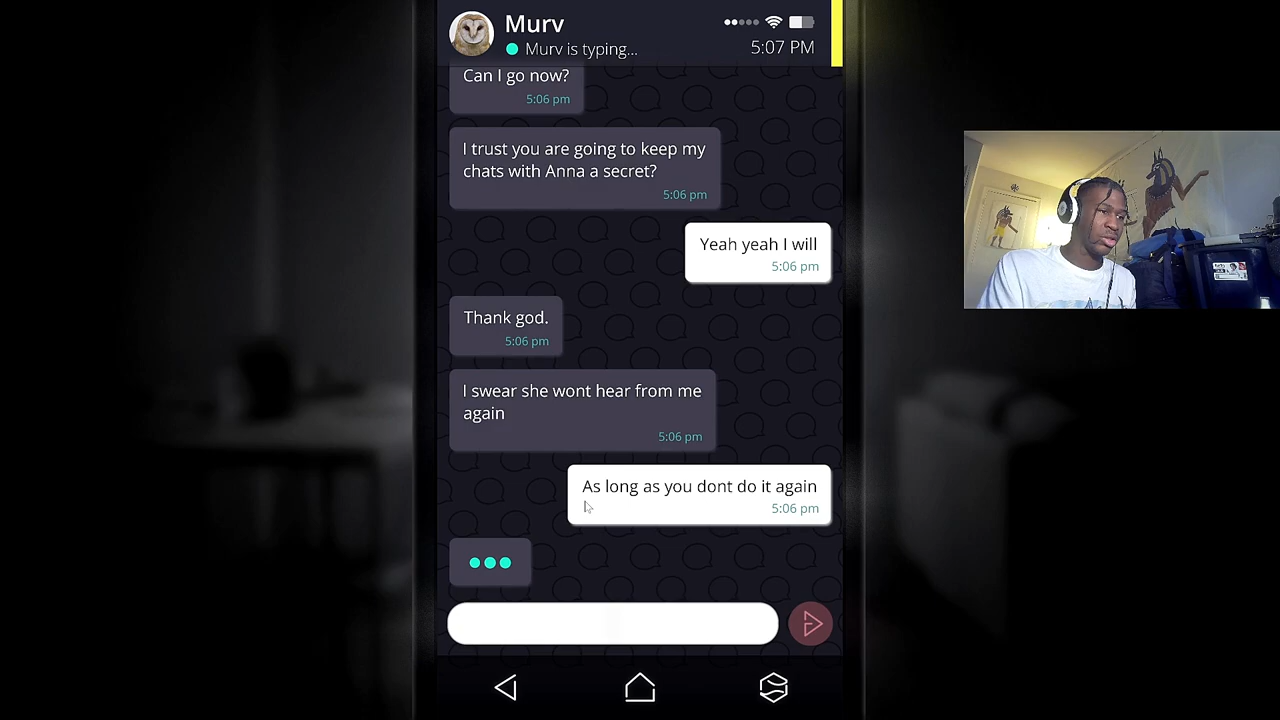 Murv
Murv is typing...
5:07 PM
Can I go now?
5:06 pm
I trust you are going to keep my
chats with Anna a secret?
5:06 pm
Yeah yeah I will
5:06 pm
Thank god.
5:06 pm
I swear she wont hear from me
again
5:06 pm
As long as you dont do it again
5:06 pm